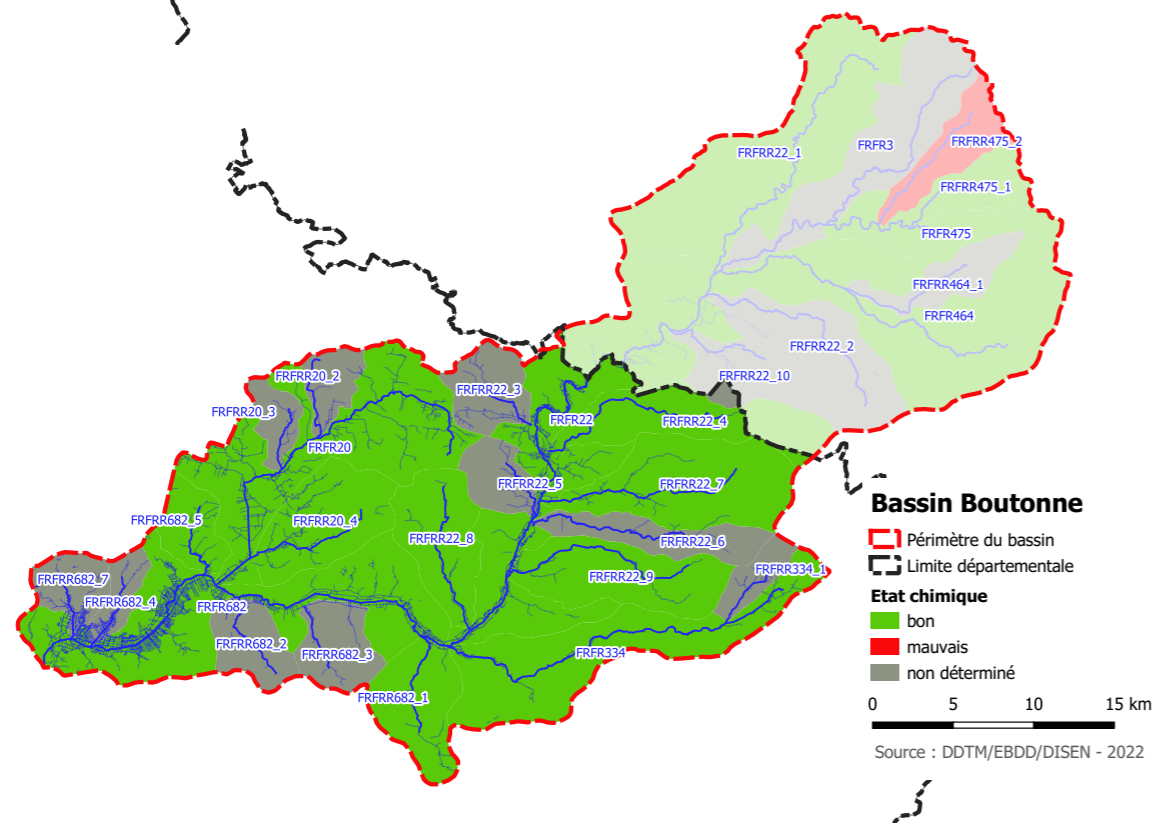 FRFRR22_1
FRFR3
FRFRR475_2
FRFRR475_1
FRFR475
FRFRR464_1
FRFR464
FRFRR22_2
FRFRR22_10
FRFRR20_2
FRFRR22_3
FRFRR20_3
FRFR22
FRFRR22_4
FRFR20
FRFRR22_5
FRFRR22_7
FRFRR682_5
FRFRR20_4
FRFRR22_8
FRFRR22_6
FRFRR682_7
FRFRR22_9
FRFRR334_1
FRFRR682_4
FRFR682
FRFRR682_2
FRFRR682_3
FRFR334
FRFRR682_1
Bassin Boutonne
Périmètre du bassin
Limite départementale
Etat chimique
bon
mauvais
non déterminé
0 5 10 15 km
Source : DDTM/EBDD/DISEN - 2022